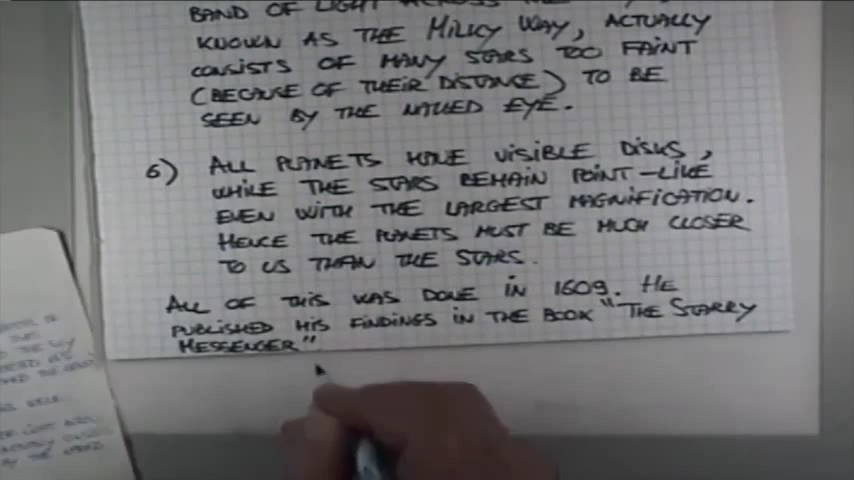 BAND OF LIGHT ACROSS THE
KNOWN AS THE MILKY WAY, ACTUALLY
CONSISTS OF MANY STARS TOO FAINT
(BECAUSE OF THEIR DISTANCE) TO BE
SEEN BY THE NAKED EYE.
6) ALL PLANETS HAVE VISIBLE DISKS,
WHILE THE STARS REMAIN POINT-LIKE
EVEN WITH THE LARGEST MAGNIFICATION.
HENCE THE PLANETS MUST BE MUCH CLOSER
TO US THAN THE STARS.
ALL OF THIS WAS DONE IN 1609. HE
PUBLISHED HIS FINDINGS IN THE BOOK "THE STARRY
MESSENGER"